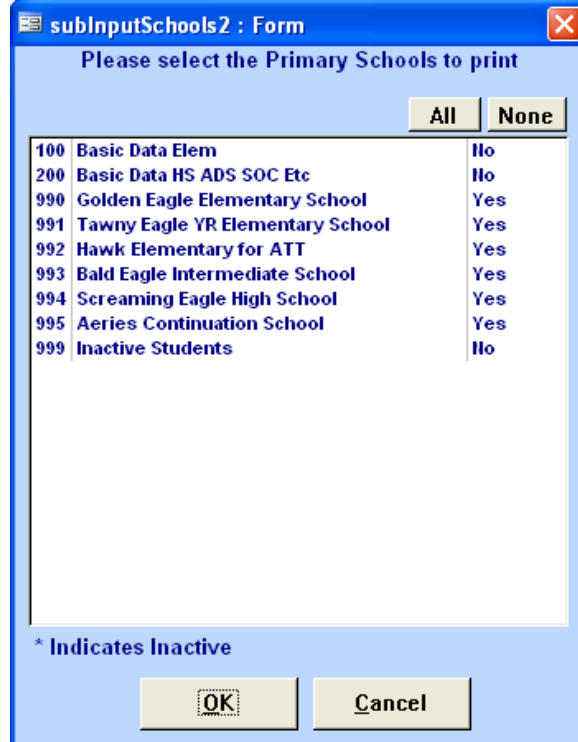 subInputSchools2 : Form
Please select the Primary Schools to print
All None
100 Basic Data Elem No
200 Basic Data HS ADS SOC Etc No
990 Golden Eagle Elementary School Yes
991 Tawny Eagle YR Elementary School Yes
992 Hawk Elementary for ATT Yes
993 Bald Eagle Intermediate School Yes
994 Screaming Eagle High School Yes
995 Aeries Continuation School Yes
999 Inactive Students No
* Indicates Inactive
OK Cancel